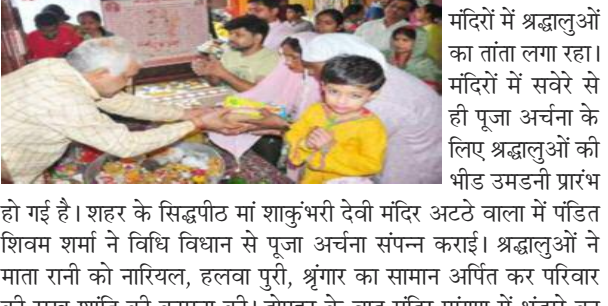 मंदिरों में श्रद्धालुओं
का तांता लगा रहा।
मंदिरों में सवेरे से
ही पूजा अर्चना के
लिए श्रद्धालुओं की
भीड उमडनी प्रारंभ
हो गई है। शहर के सिद्धपीठ मां शाकुंभरी देवी मंदिर अटठे वाला में पंडित
शिवम शर्मा ने विधि विधान से पूजा अर्चना संपन्न कराई। श्रद्धालुओं ने
माता रानी को नारियल, हलवा पुरी, श्रृंगार का सामान अर्पित कर परिवार